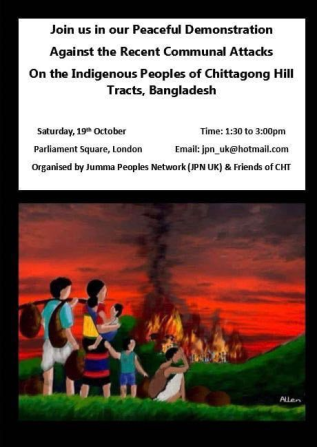 Join us in our Peaceful Demonstration
Against the Recent Communal Attacks
On the Indigenous Peoples of Chittagong Hill
Tracts, Bangladesh
Saturday, 19th October Time: 1:30 to 3:00pm
Parliament Square, London Email: jpn_uk@hotmail.com
Organised by Jumma Peoples Network (JPN UK) & Friends of CHT
Allen